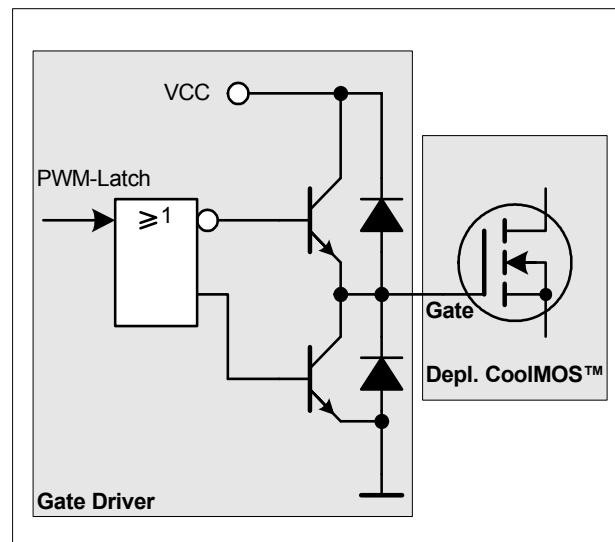 VCC
PWM-Latch
≥1
Gate
Depl. CoolMOS™
Gate Driver